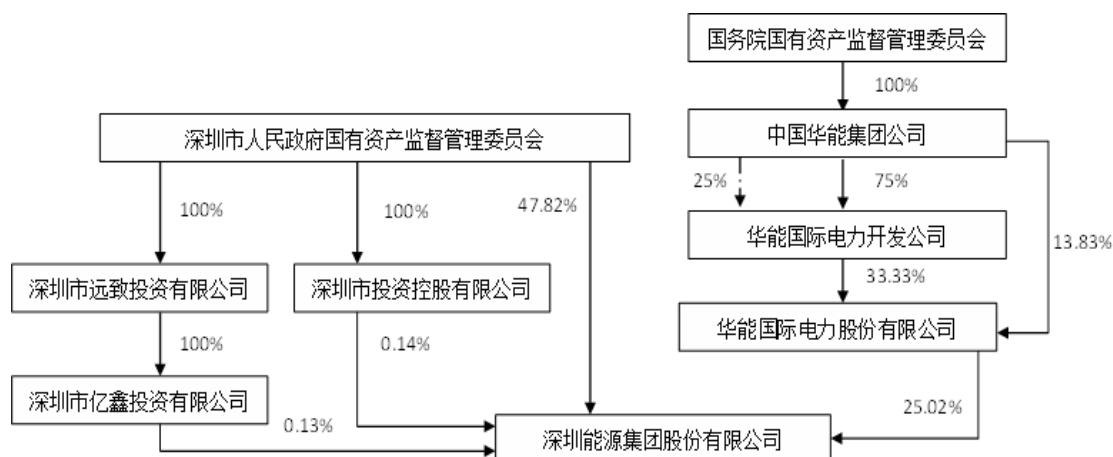 国务院国有资产监督管理委员会
100%
深圳市人民政府国有资产监督管理委员会
中国华能集团公司
25%
75%
100%
100%
47.82%
华能国际电力开发公司
13.83%
深圳市远致投资有限公司
深圳市投资控股有限公司
33.33%
华能国际电力股份有限公司
100%
0.14%
深圳市亿鑫投资有限公司
25.02%
0.13%
深圳能源集团股份有限公司